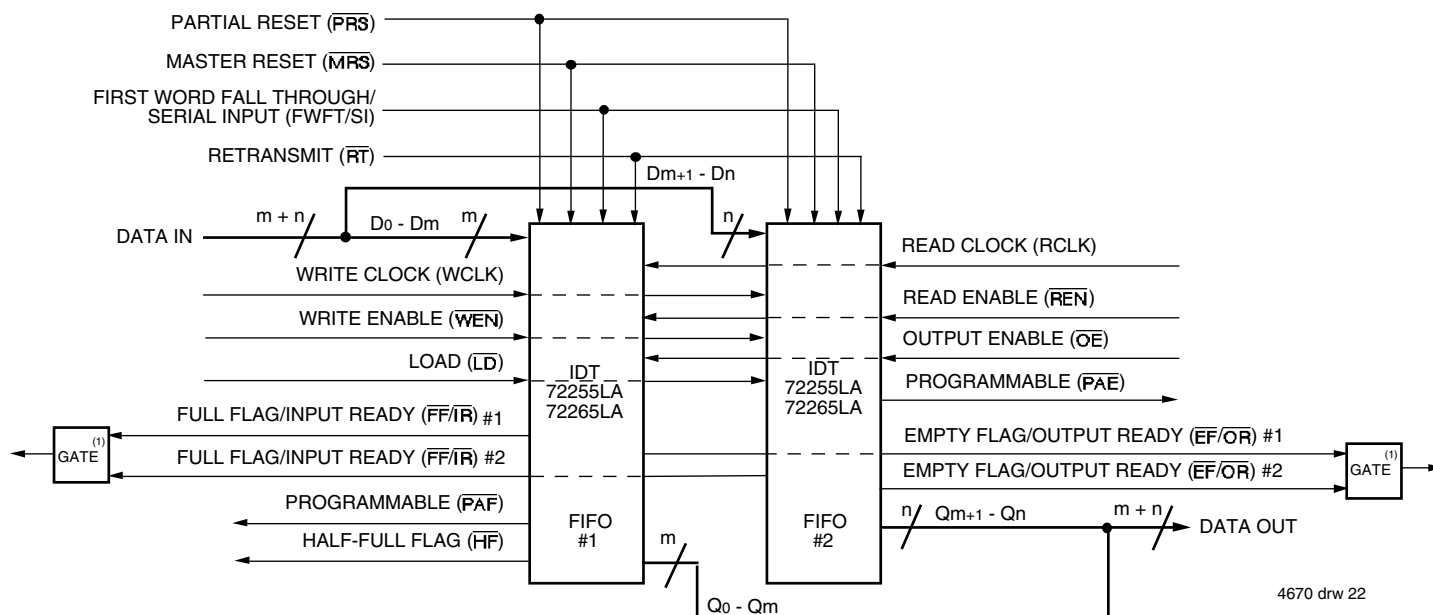 PARTIAL RESET (PRS)
MASTER RESET (MRS)
FIRST WORD FALL THROUGH/
SERIAL INPUT (FWFT/SI)
RETRANSMIT (RT)
Dm+1 - Dn
m + n
D0 - Dm
m
n
DATA IN
READ CLOCK (RCLK)
WRITE CLOCK (WCLK)
READ ENABLE (REN)
WRITE ENABLE (WEN)
OUTPUT ENABLE (OE)
LOAD (LD)
IDT
72255LA
72265LA
IDT
72255LA
72265LA
PROGRAMMABLE (PAE)
FULL FLAG/INPUT READY (FF/IR) #1
EMPTY FLAG/OUTPUT READY (EF/OR) #1
GATE (1)
FULL FLAG/INPUT READY (FF/IR) #2
EMPTY FLAG/OUTPUT READY (EF/OR) #2
GATE (1)
PROGRAMMABLE (PAF)
FIFO
#1
FIFO
#2
n
Qm+1 - Qn
m + n
DATA OUT
HALF-FULL FLAG (HF)
m
Q0 - Qm
4670 drw 22